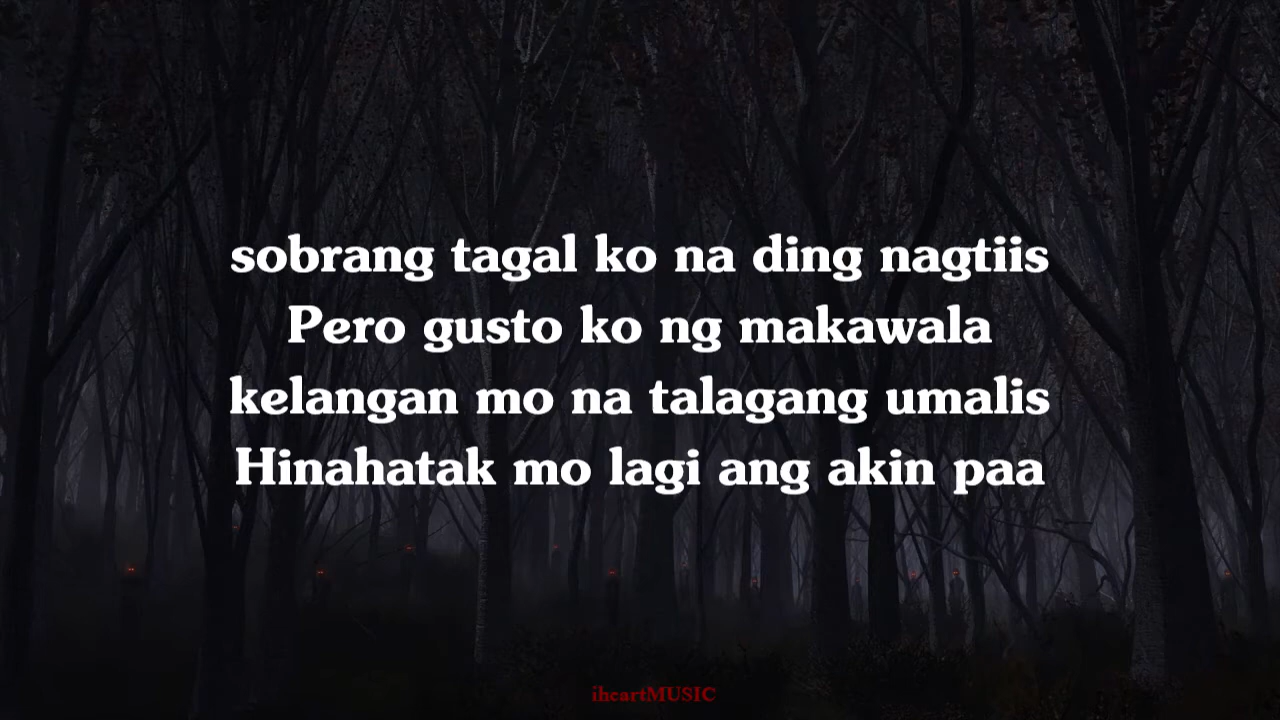 sobrang tagal ko na ding nagtiis
Pero gusto ko ng makawala
kelangan mo na talagang umalis
Hinahatak mo lagi ang akin paa
iheartMUSIC